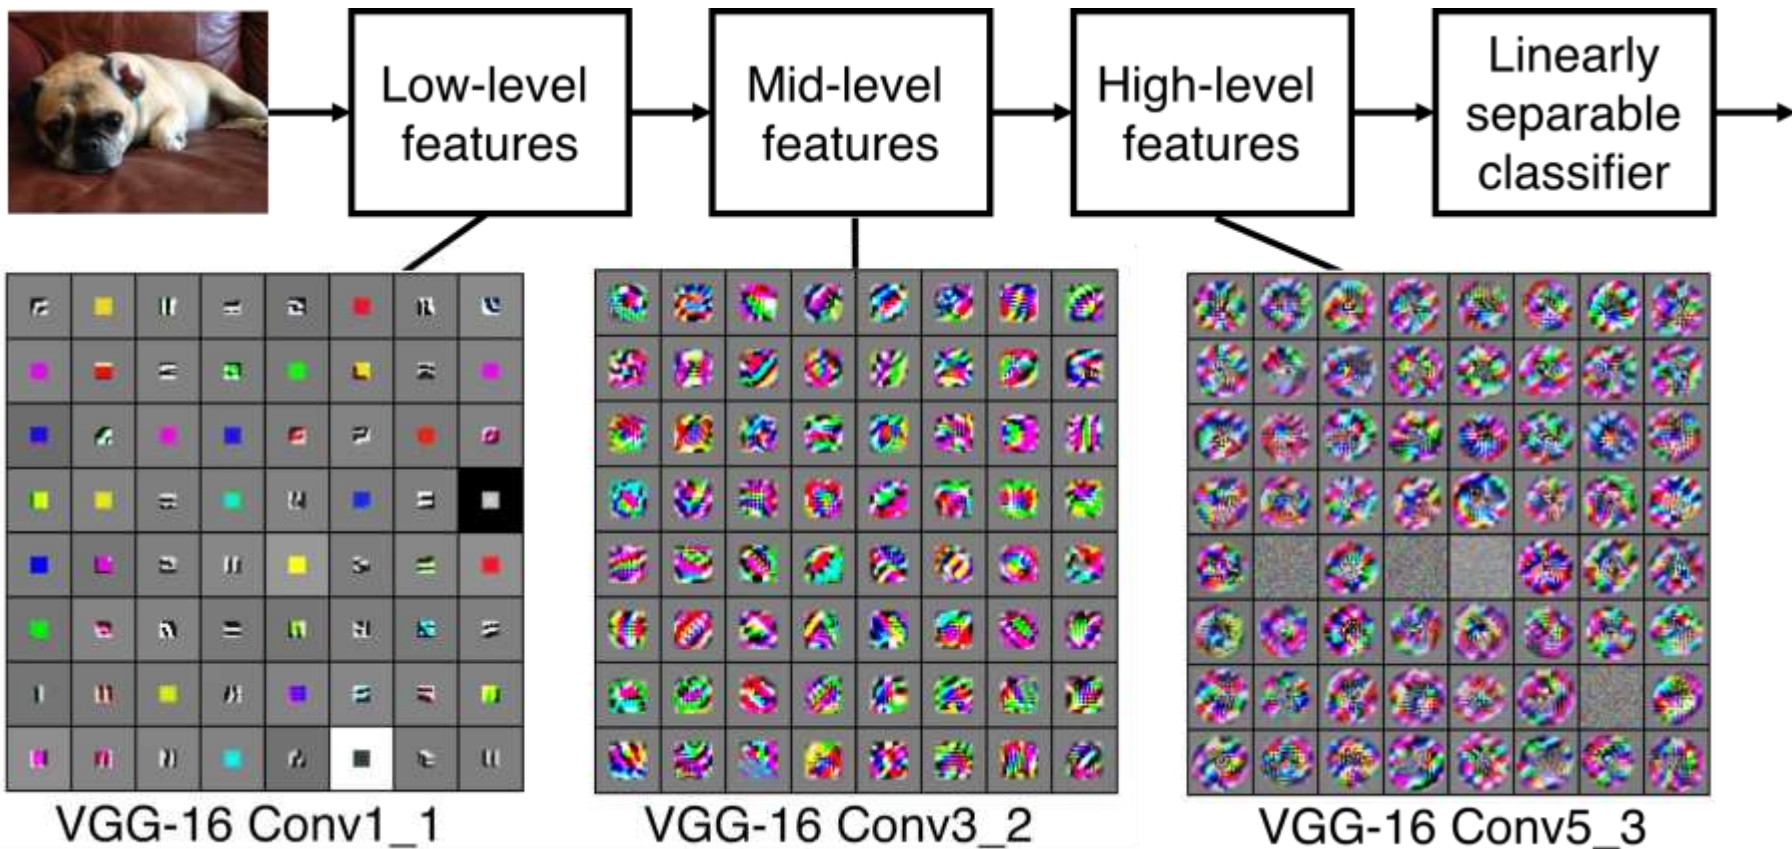 Low-level
features
Mid-level
features
High-level
features
Linearly
separable
classifier
VGG-16 Conv1_1
VGG-16 Conv3_2
VGG-16 Conv5_3